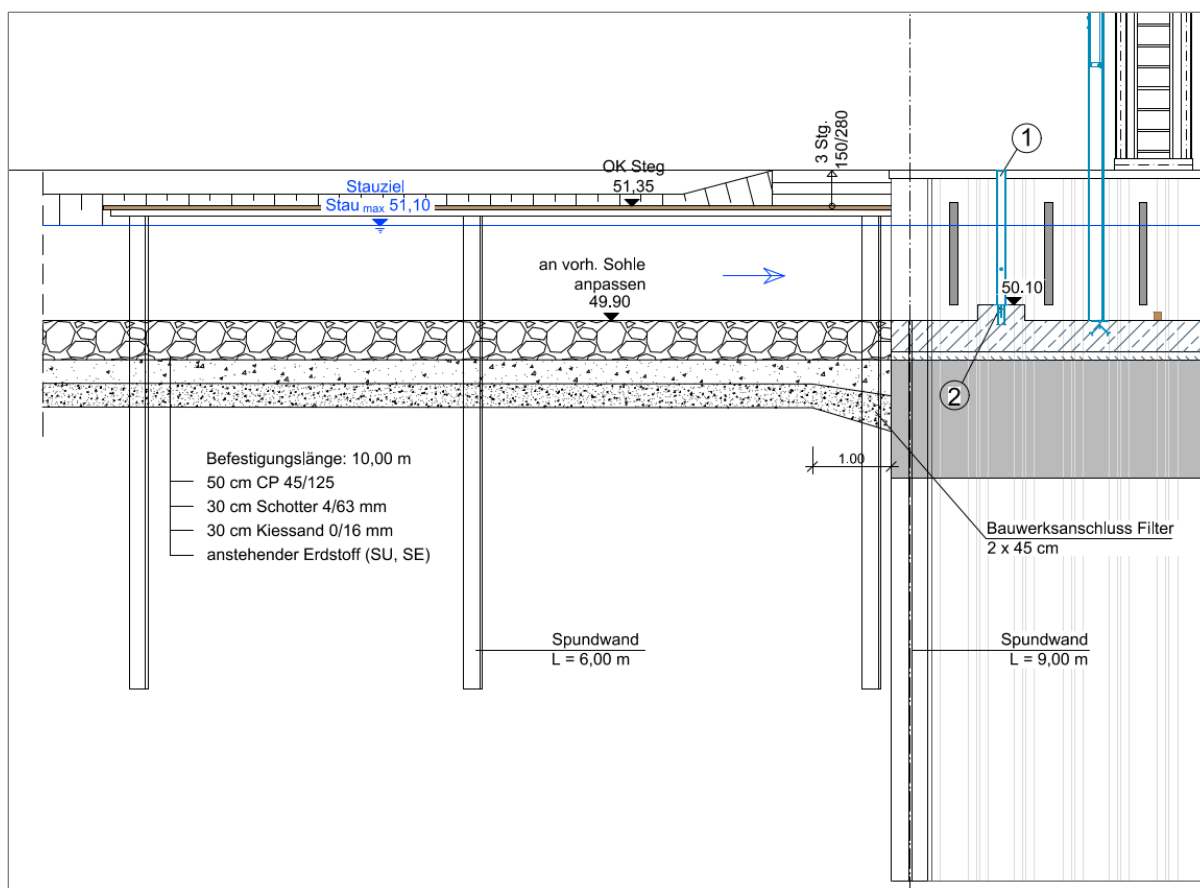 1
3 Stg.
150/280
OK Steg
51,35
Stauziel
Stau max 51,10
an vorh. Sohle
anpassen
49.90
50.10
2
1.00
Befestigungslänge: 10,00 m
50 cm CP 45/125
30 cm Schotter 4/63 mm
30 cm Kiessand 0/16 mm
anstehender Erdstoff (SU, SE)
Bauwerksanschluss Filter
2 x 45 cm
Spundwand
L = 6,00 m
Spundwand
L = 9,00 m